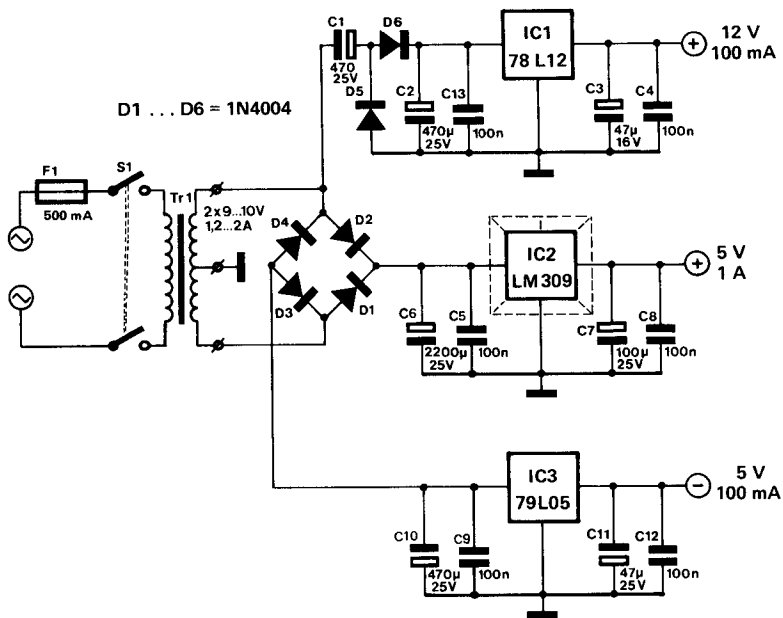 C1
D6
470
25V
D5
C2
470µ
25V
C13
100n
IC1
78 L12
C3
47µ
16V
C4
100n
+
12 V
100 mA
D1 ... D6 = 1N4004
F1
500 mA
S1
Tr1
2x9...10V
1,2...2A
D4
D2
D3
D1
C6
2200µ
25V
C5
100n
IC2
LM 309
C7
100µ
25V
C8
100n
+
5 V
1 A
C10
470µ
25V
C9
100n
IC3
79L05
C11
47µ
25V
C12
100n
−
5 V
100 mA